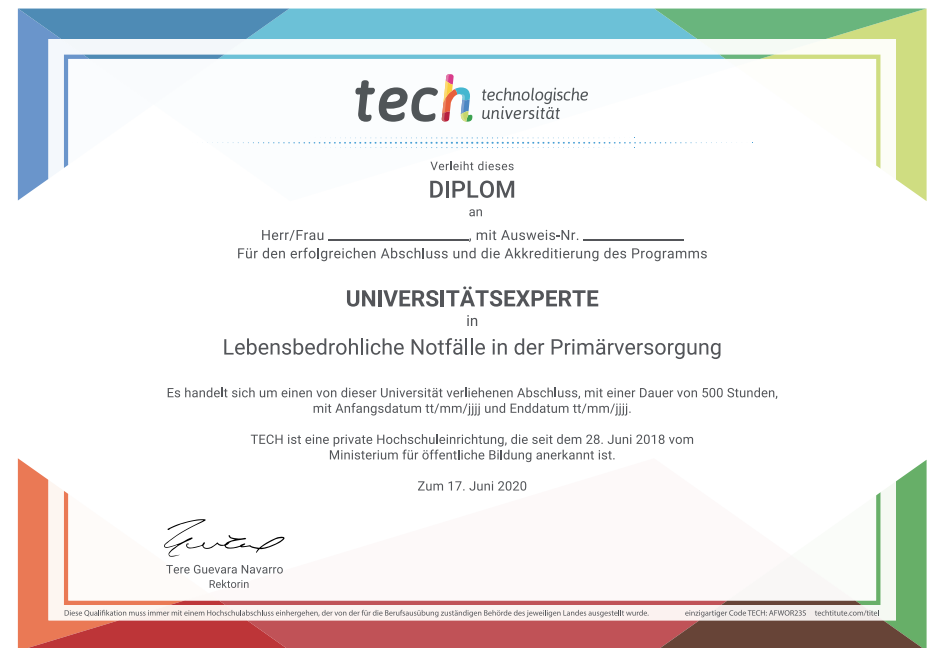 tech technologische
universität
Verleiht dieses
DIPLOM
an
Herr/Frau ____________________, mit Ausweis-Nr. ______________
Für den erfolgreichen Abschluss und die Akkreditierung des Programms
UNIVERSITÄTSEXPERTE
in
Lebensbedrohliche Notfälle in der Primärversorgung
Es handelt sich um einen von dieser Universität verliehenen Abschluss, mit einer Dauer von 500 Stunden,
mit Anfangsdatum tt/mm/jjjj und Enddatum tt/mm/jjjj.
TECH ist eine private Hochschuleinrichtung, die seit dem 28. Juni 2018 vom
Ministerium für öffentliche Bildung anerkannt ist.
Zum 17. Juni 2020
Tere Guevara Navarro
Rektorin
Diese Qualifikation muss immer mit einem Hochschulabschluss einhergehen, der von der für die Berufsausübung zuständigen Behörde des jeweiligen Landes ausgestellt wurde. einzigartiger Code TECH: AFWOR23S techtitute.com/titel